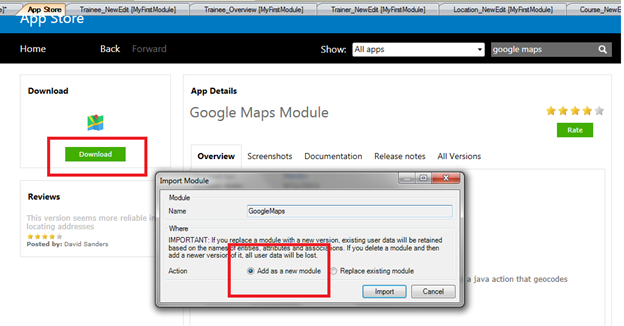 App Store
Trainee_NewEdit [MyFirstModule]
Trainee_Overview [MyFirstModule]
Trainer_NewEdit [MyFirstModule]
Location_NewEdit [MyFirstModule]
Course_NewE
App Store
Home
Back
Forward
Show:
All apps
google maps
Download
Download
Reviews
This version seems more reliable in
locating addresses
Posted by: David Sanders
App Details
Google Maps Module
Rate
Overview
Screenshots
Documentation
Release notes
All Versions
Import Module
Module
Name
GoogleMaps
Where
IMPORTANT: If you replace a module with a new version, existing user data will be retained
based on the names of entities, attributes and associations. If you delete a module and then
add a newer version of it, all user data will be lost.
Action
Add as a new module
Replace existing module
Import
Cancel
a java action that geocodes